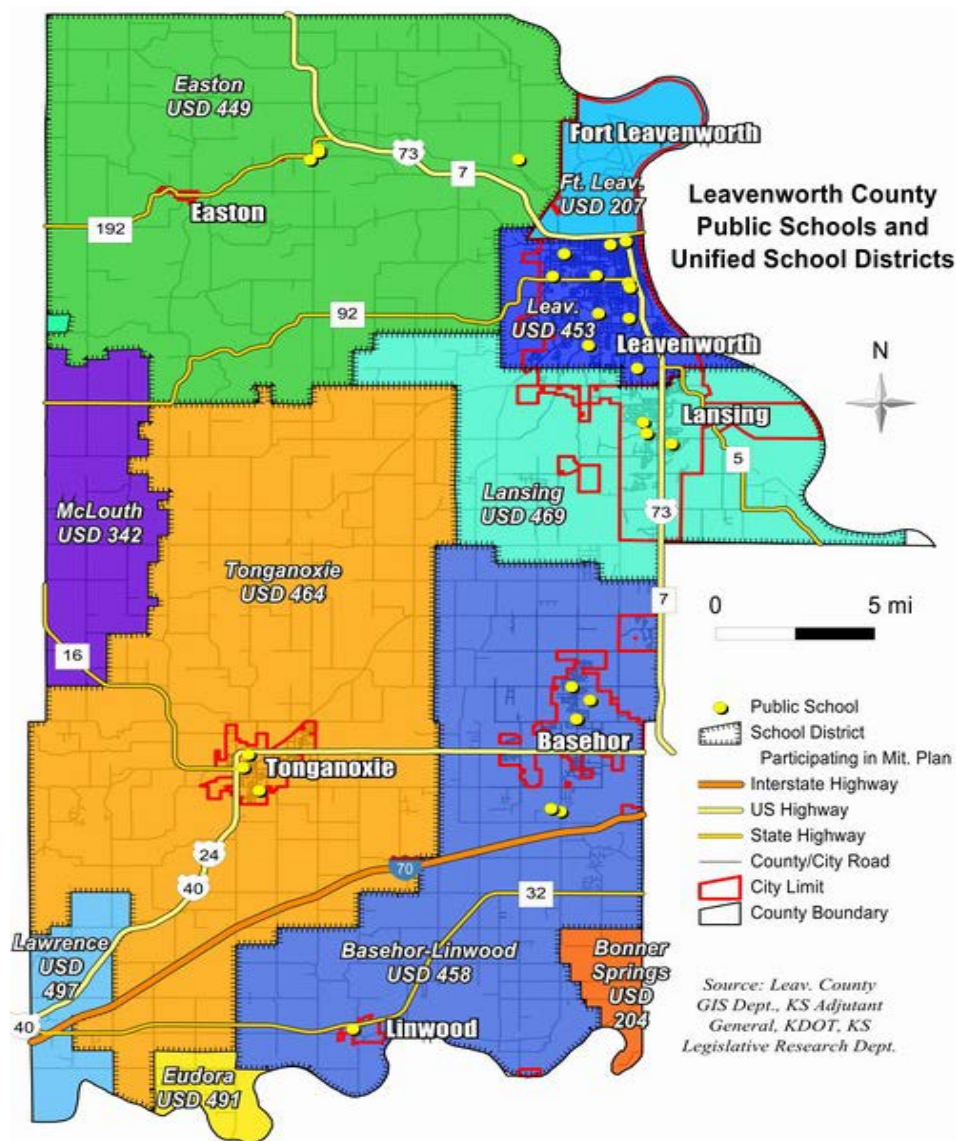 Easton
USD 449
Fort Leavenworth
73
7
Ft. Leav.
USD 207
Leavenworth County
Public Schools and
Unified School Districts
Easton
192
92
Leav.
USD 453
Leavenworth
N
Lansing
5
Lansing
USD 469
73
McLouth
USD 342
Tonganoxie
USD 464
7
0
5 mi
16
Public School
School District
Participating in Mit. Plan
Interstate Highway
US Highway
State Highway
County/City Road
City Limit
County Boundary
Basehor
Tonganoxie
24
40
70
32
Lawrence
USD
497
Basehor-Linwood
USD 458
Bonner
Springs
USD
204
Source: Leav. County
GIS Dept., KS Adjutant
General, KDOT, KS
Legislative Research Dept.
40
Linwood
Eudora
USD 491